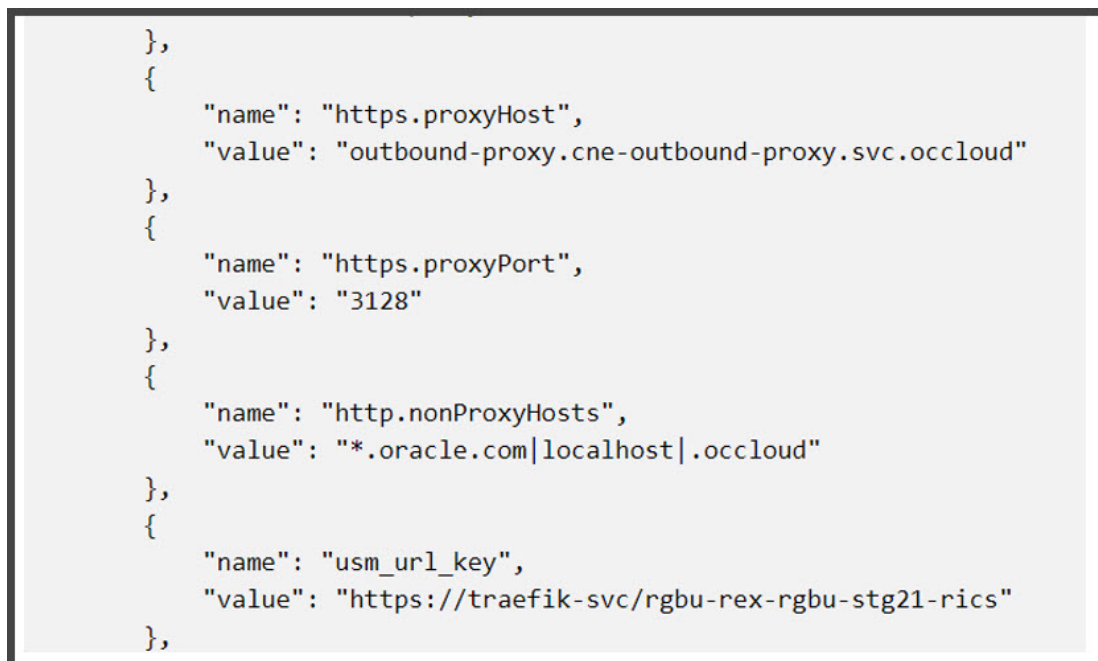 },
{
"name": "https.proxyHost",
"value": "outbound-proxy.cne-outbound-proxy.svc.occloud"
},
{
"name": "https.proxyPort",
"value": "3128"
},
{
"name": "http.nonProxyHosts",
"value": "*.oracle.com|localhost|.occloud"
},
{
"name": "usm_url_key",
"value": "https://traefik-svc/rgbu-rex-rgbu-stg21-rics"
},